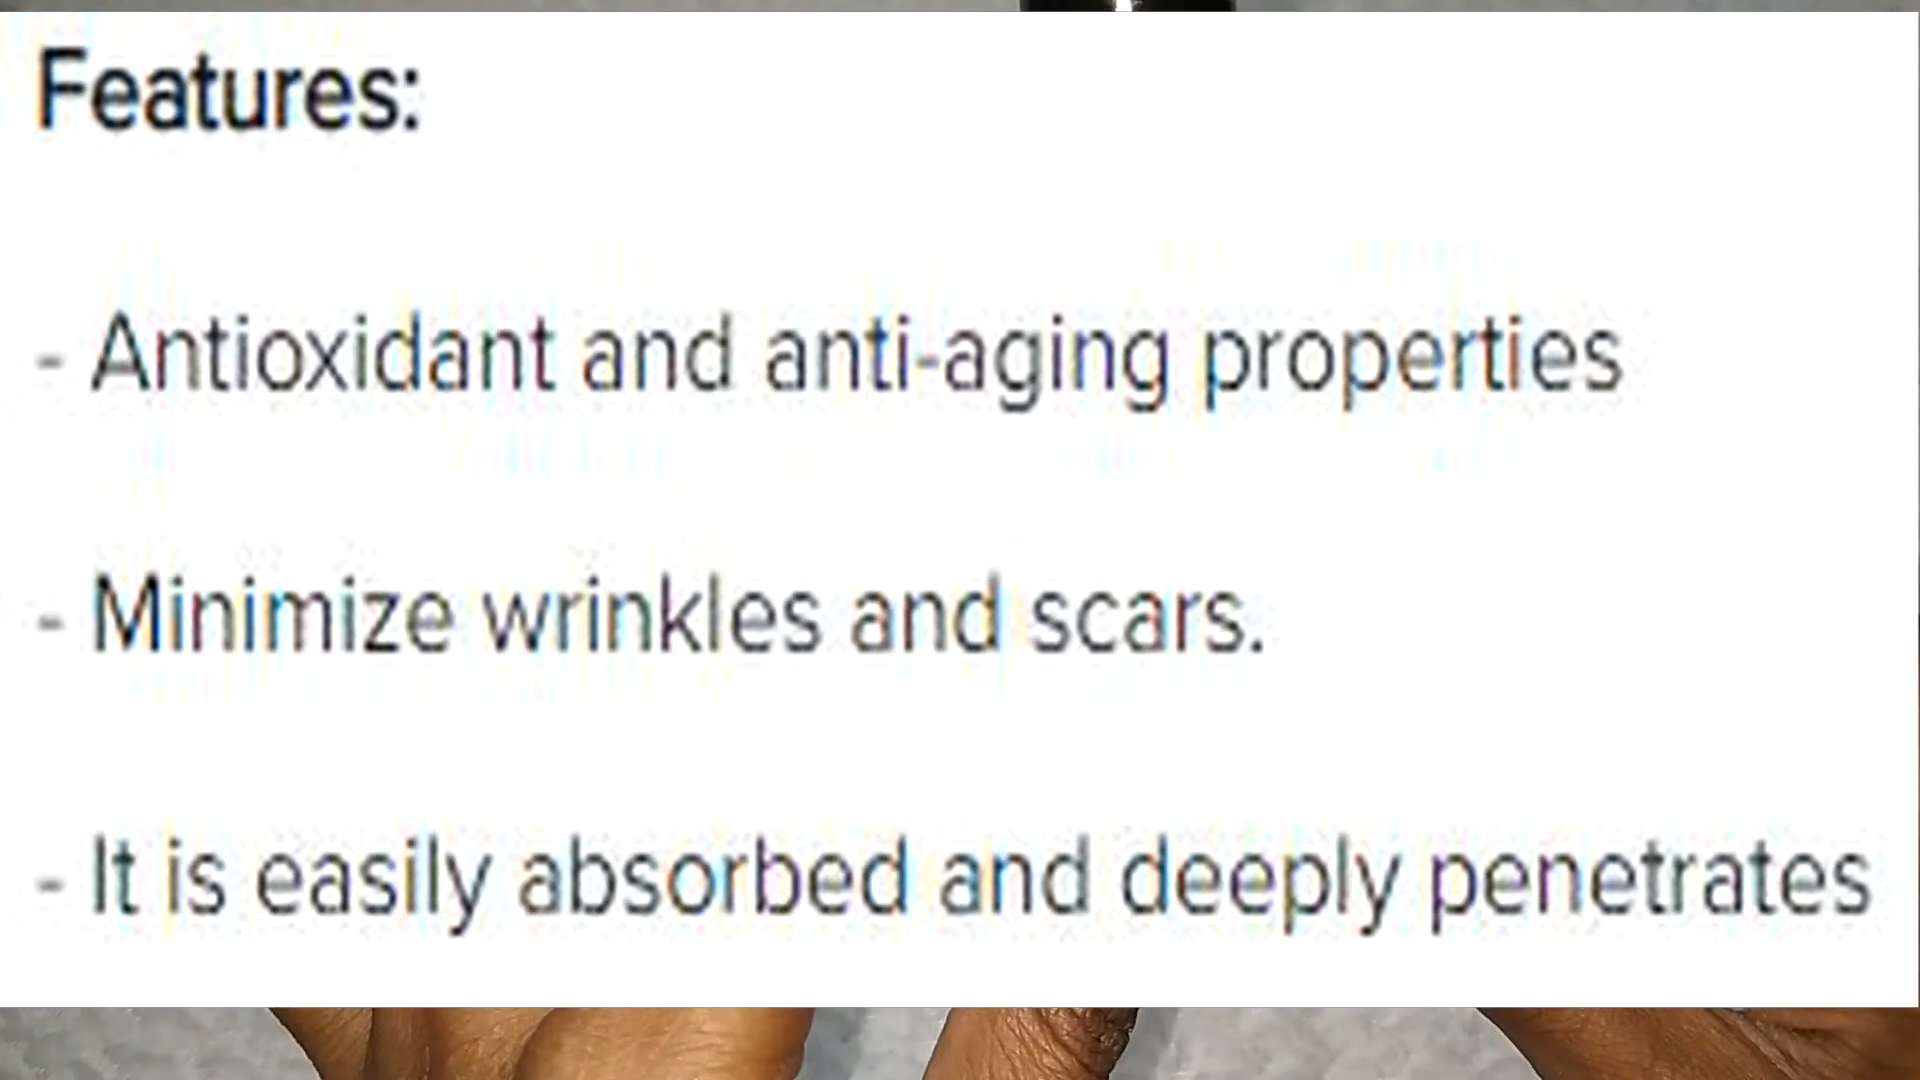 Features:
- Antioxidant and anti-aging properties
- Minimize wrinkles and scars.
- It is easily absorbed and deeply penetrates